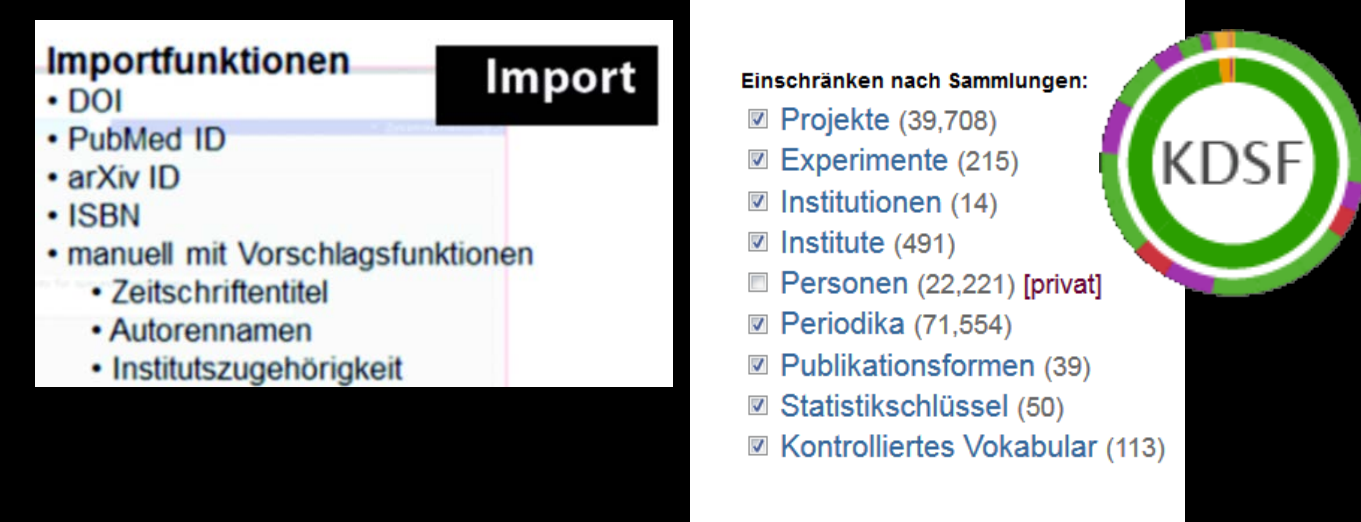 Importfunktionen
Import
• DOI
• PubMed ID
• arXiv ID
• ISBN
• manuell mit Vorschlagsfunktionen
• Zeitschriftentitel
• Autorennamen
• Institutszugehörigkeit
Einschränken nach Sammlungen:
Projekte (39,708)
Experimente (215)
Institutionen (14)
Institute (491)
Personen (22,221) [privat]
Periodika (71,554)
Publikationsformen (39)
Statistikschlüssel (50)
Kontrolliertes Vokabular (113)
KDSF